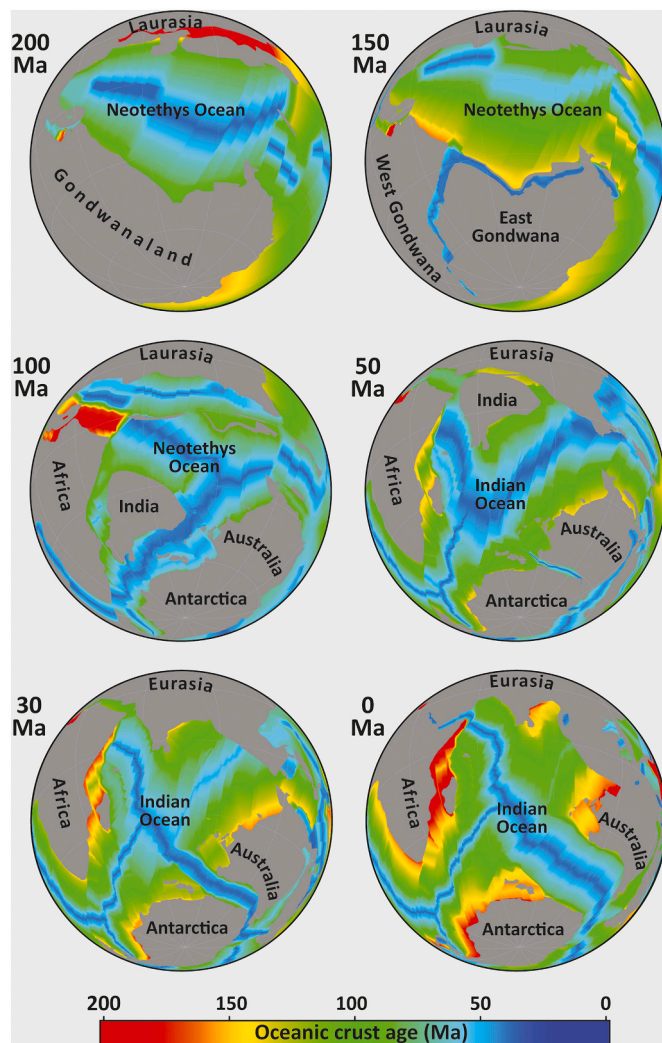 200
Ma
Laurasia
Neotethys Ocean
Gondwanaland
150
Ma
Laurasia
Neotethys Ocean
West Gondwana
East
Gondwana
100
Ma
Laurasia
Neotethys
Ocean
Africa
India
Australia
Antarctica
50
Ma
Eurasia
India
Africa
Indian
Ocean
Australia
Antarctica
30
Ma
Eurasia
Africa
Indian
Ocean
Australia
Antarctica
0
Ma
Eurasia
Africa
Indian
Ocean
Australia
Antarctica
200 150 100 50 0
Oceanic crust age (Ma)